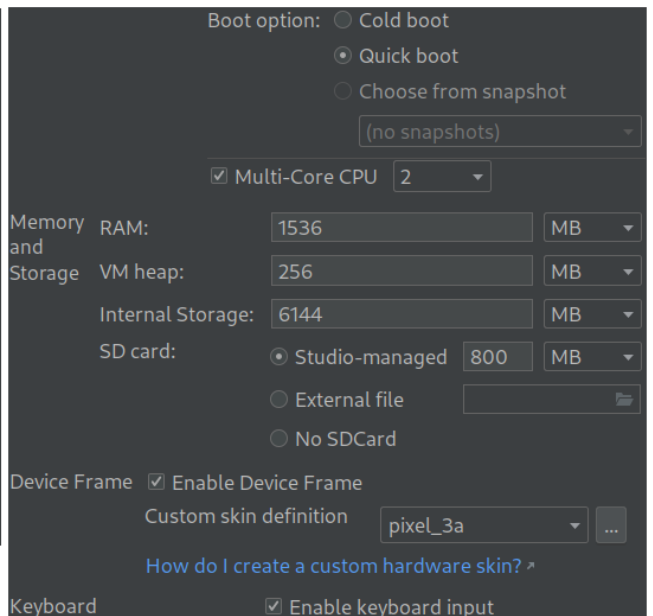 Boot option: Cold boot
Quick boot
Choose from snapshot
(no snapshots)
Multi-Core CPU 2
Memory and Storage
RAM: 1536 MB
VM heap: 256 MB
Internal Storage: 6144 MB
SD card: Studio-managed 800 MB
External file
No SDCard
Device Frame Enable Device Frame
Custom skin definition pixel_3a ...
How do I create a custom hardware skin? ↗
Keyboard Enable keyboard input